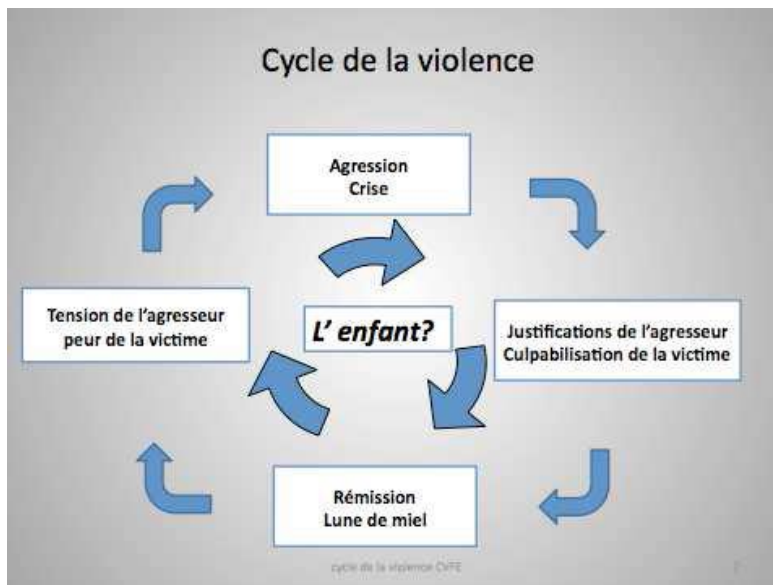 Cycle de la violence
Agression
Crise
Tension de l'agresseur
peur de la victime
L' enfant?
Justifications de l'agresseur
Culpabilisation de la victime
Rémission
Lune de miel
cycle de la violence CVFE